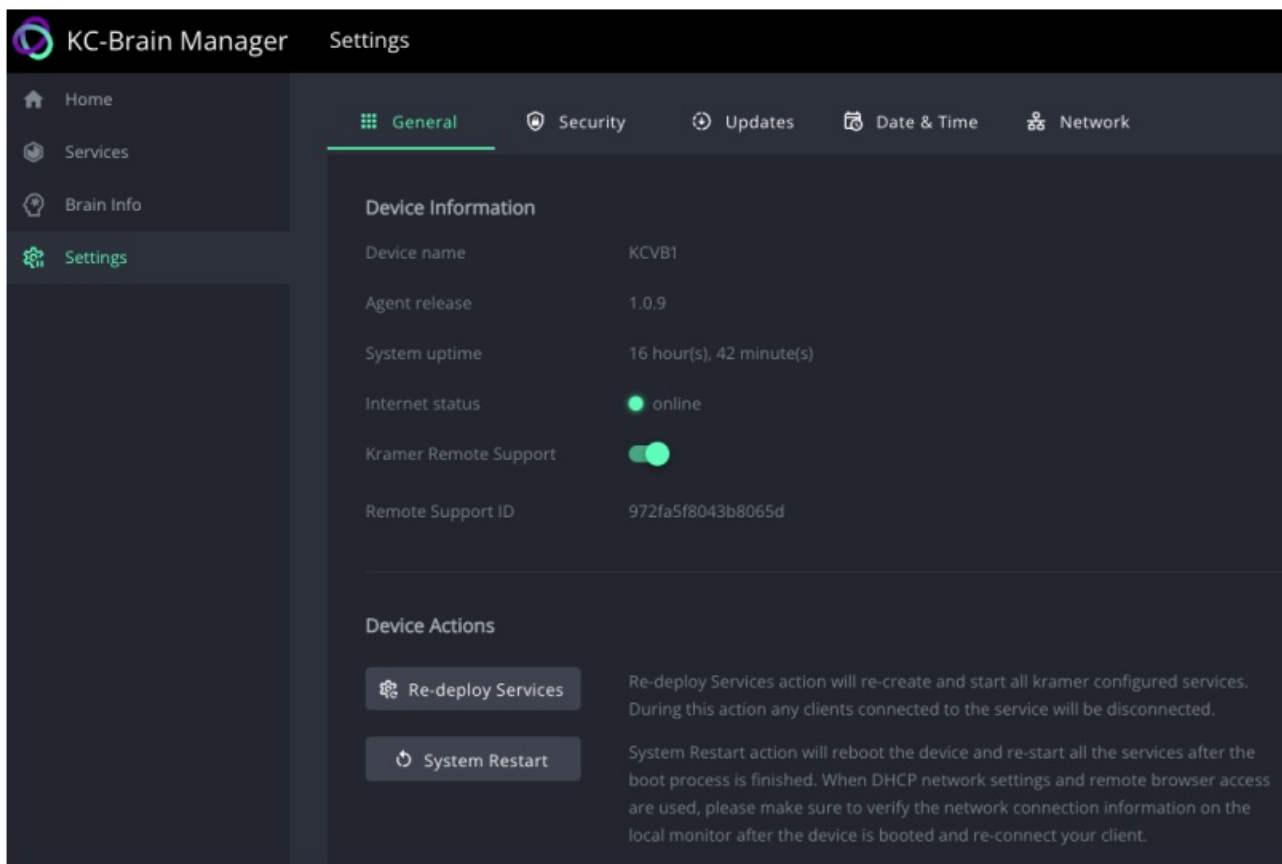 KC-Brain Manager
Settings
Home
Services
Brain Info
Settings
General
Security
Updates
Date & Time
Network
Device Information
Device name KCVB1
Agent release 1.0.9
System uptime 16 hour(s), 42 minute(s)
Internet status online
Kramer Remote Support
Remote Support ID 972fa5f8043b8065d
Device Actions
Re-deploy Services
Re-deploy Services action will re-create and start all kramer configured services.
During this action any clients connected to the service will be disconnected.
System Restart
System Restart action will reboot the device and re-start all the services after the
boot process is finished. When DHCP network settings and remote browser access
are used, please make sure to verify the network connection information on the
local monitor after the device is booted and re-connect your client.